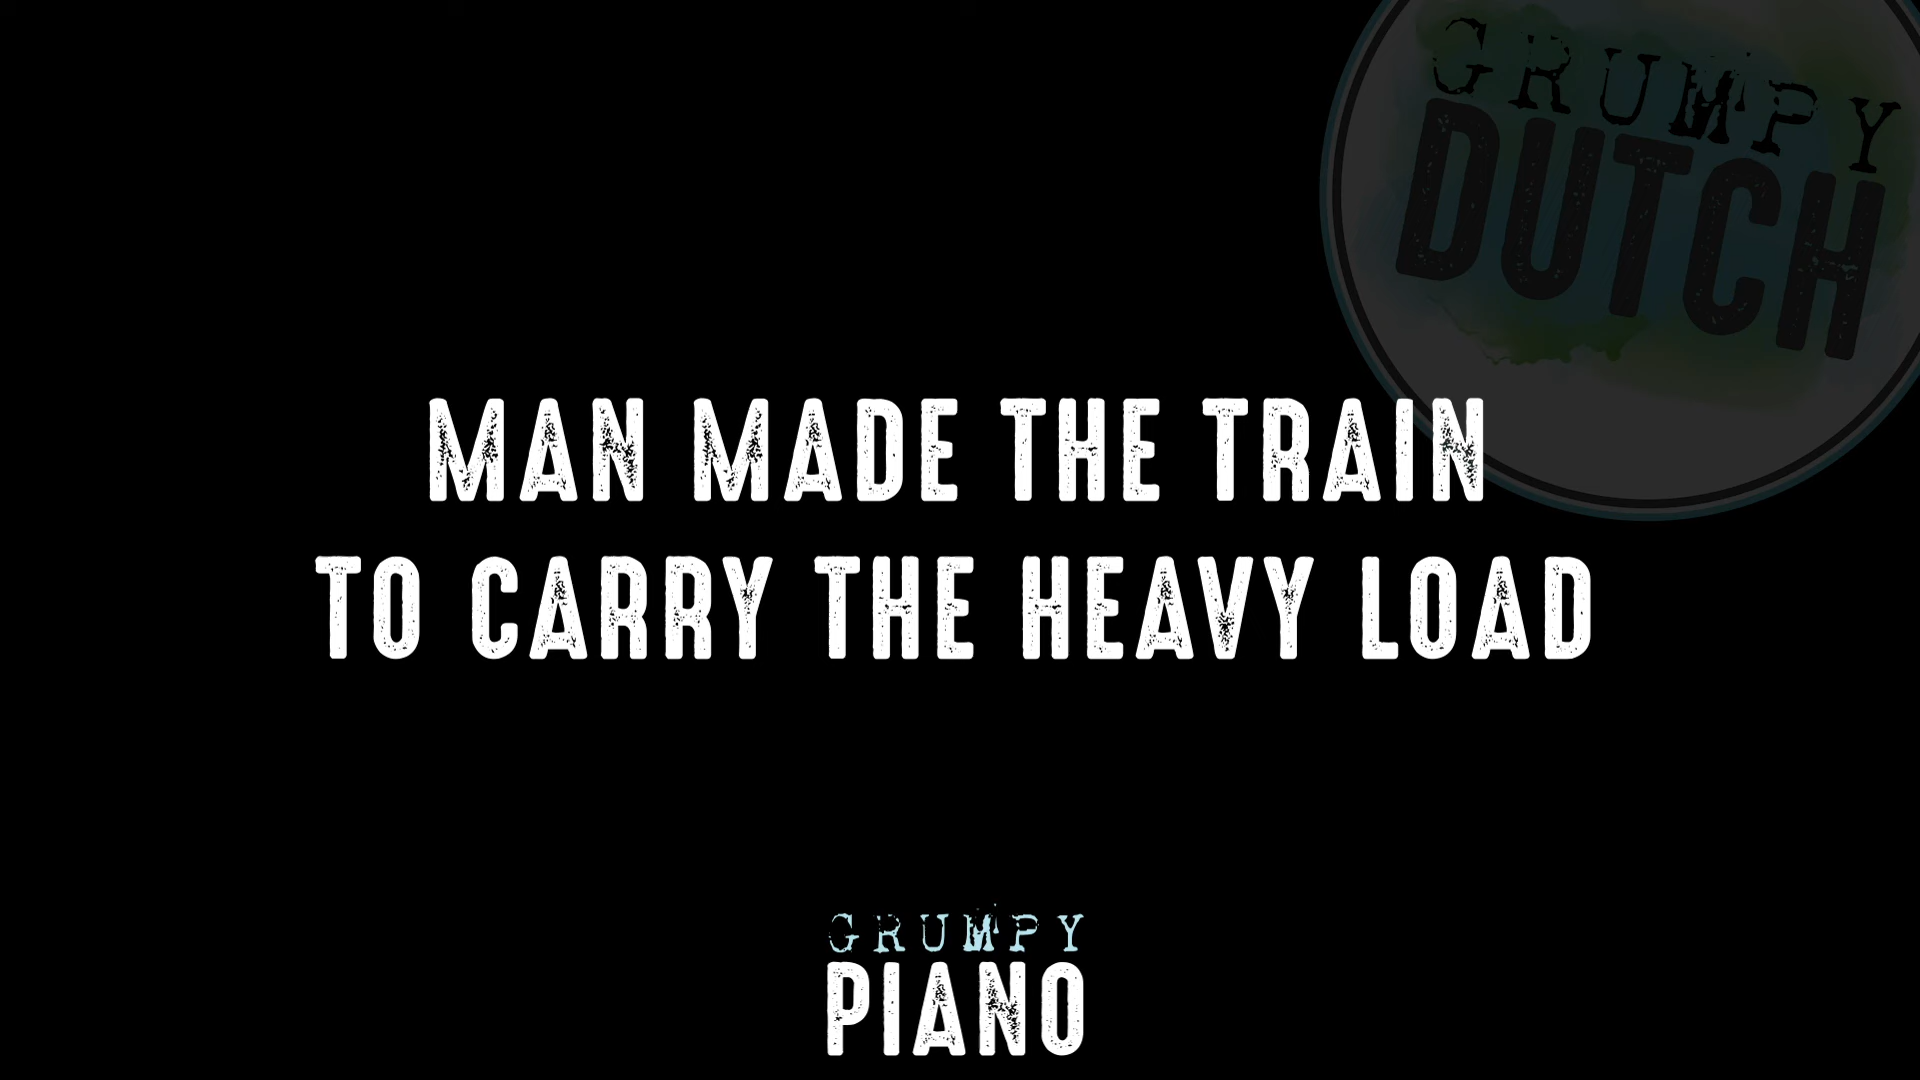 GRUMPY
DUTCH
MAN MADE THE TRAIN
TO CARRY THE HEAVY LOAD
GRUMPY
PIANO